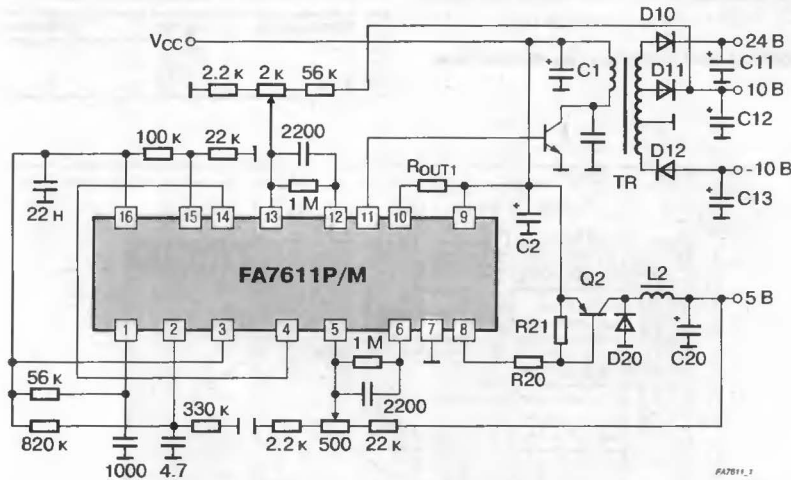 D10
24 В
VCC
C1
C11
D11
2.2 к
2 к
56 к
10 В
C12
100 к
22 к
2200
D12
-10 В
ROUT1
TR
C13
22 н
1 М
16
15
14
13
12
11
10
9
C2
FA7611P/M
Q2
L2
5 В
1
2
3
4
5
6
7
8
R21
D20
C20
1 М
R20
56 к
2200
330 к
820 к
2.2 к
500
22 к
1000
4.7
FA7611_1